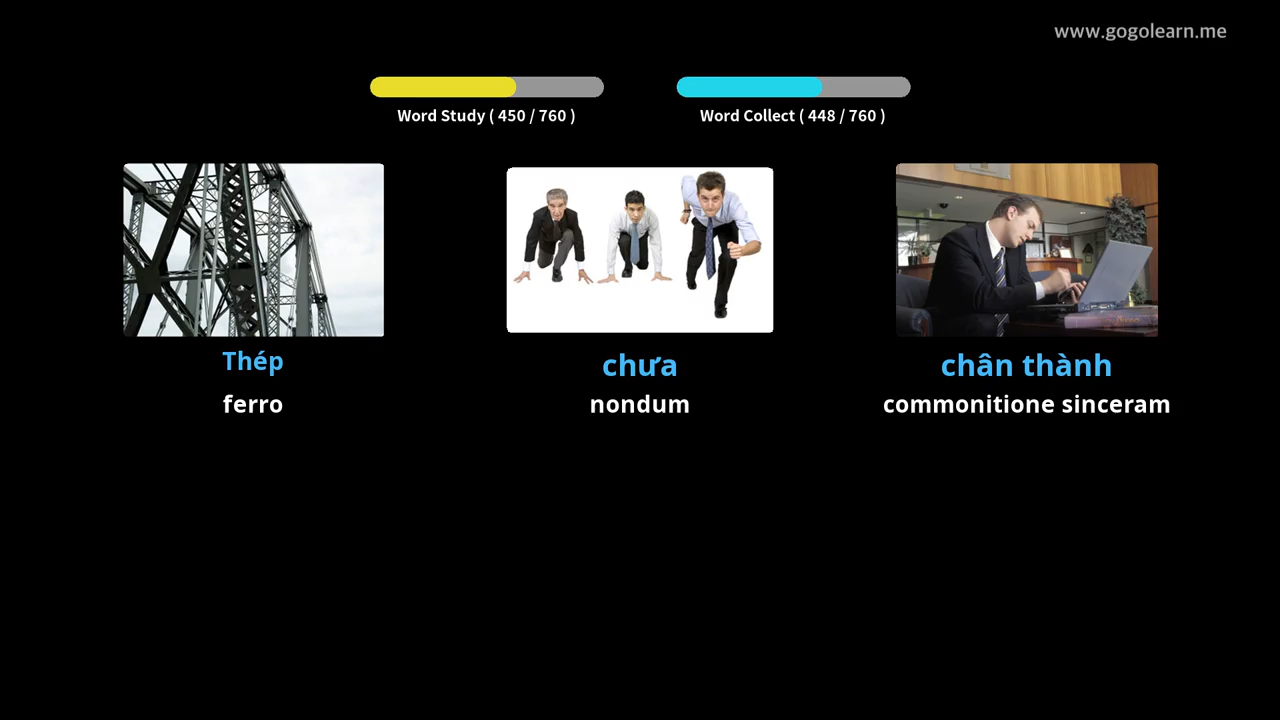 www.gogolearn.me
Word Study ( 450 / 760 )
Word Collect ( 448 / 760 )
Thép
ferro
chưa
nondum
chân thành
commonitione sinceram